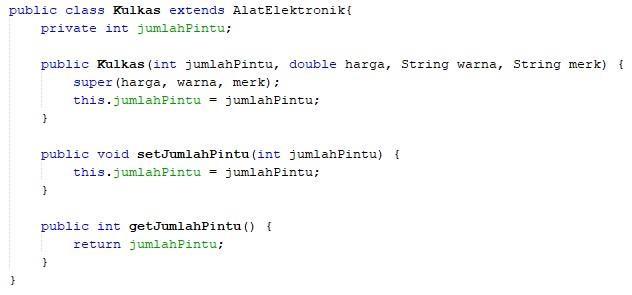 public class Kulkas extends AlatElektronik{
    private int jumlahPintu;

    public Kulkas(int jumlahPintu, double harga, String warna, String merk) {
        super(harga, warna, merk);
        this.jumlahPintu = jumlahPintu;
    }

    public void setJumlahPintu(int jumlahPintu) {
        this.jumlahPintu = jumlahPintu;
    }

    public int getJumlahPintu() {
        return jumlahPintu;
    }
}